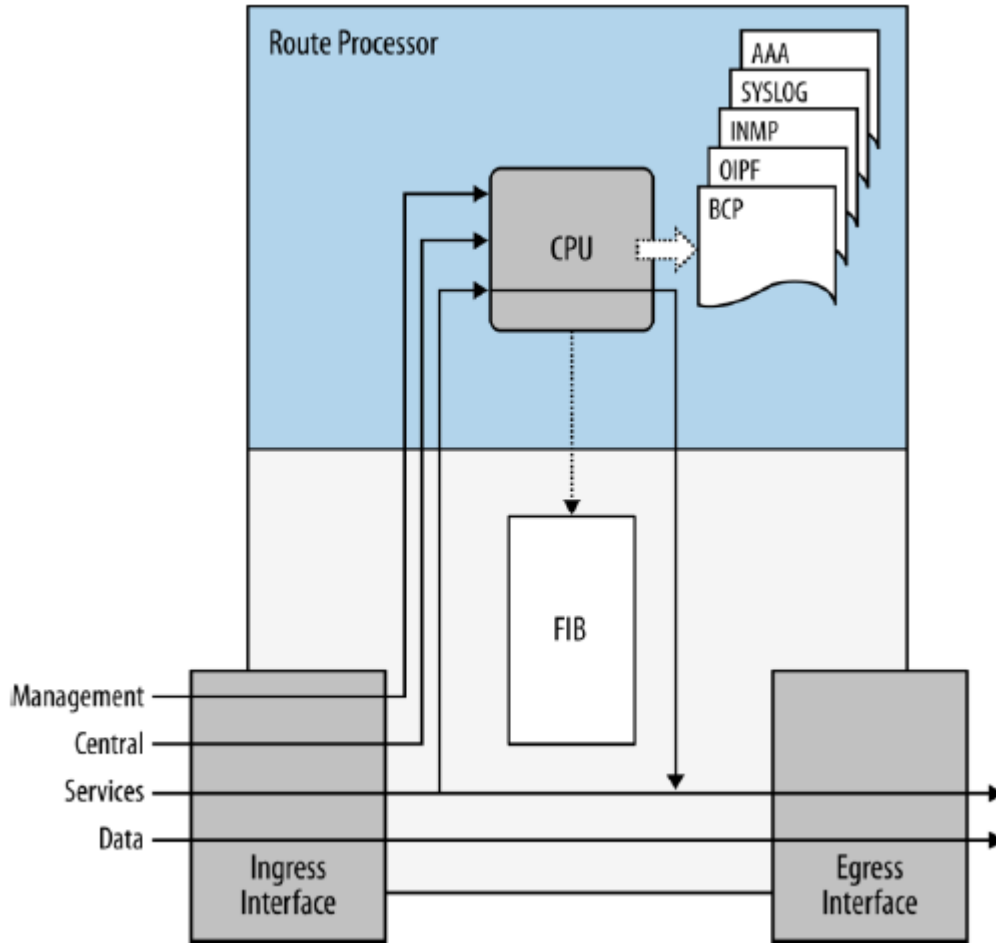 Route Processor
AAA
SYSLOG
INMP
OIPF
BCP
CPU
FIB
Management
Central
Services
Data
Ingress
Interface
Egress
Interface